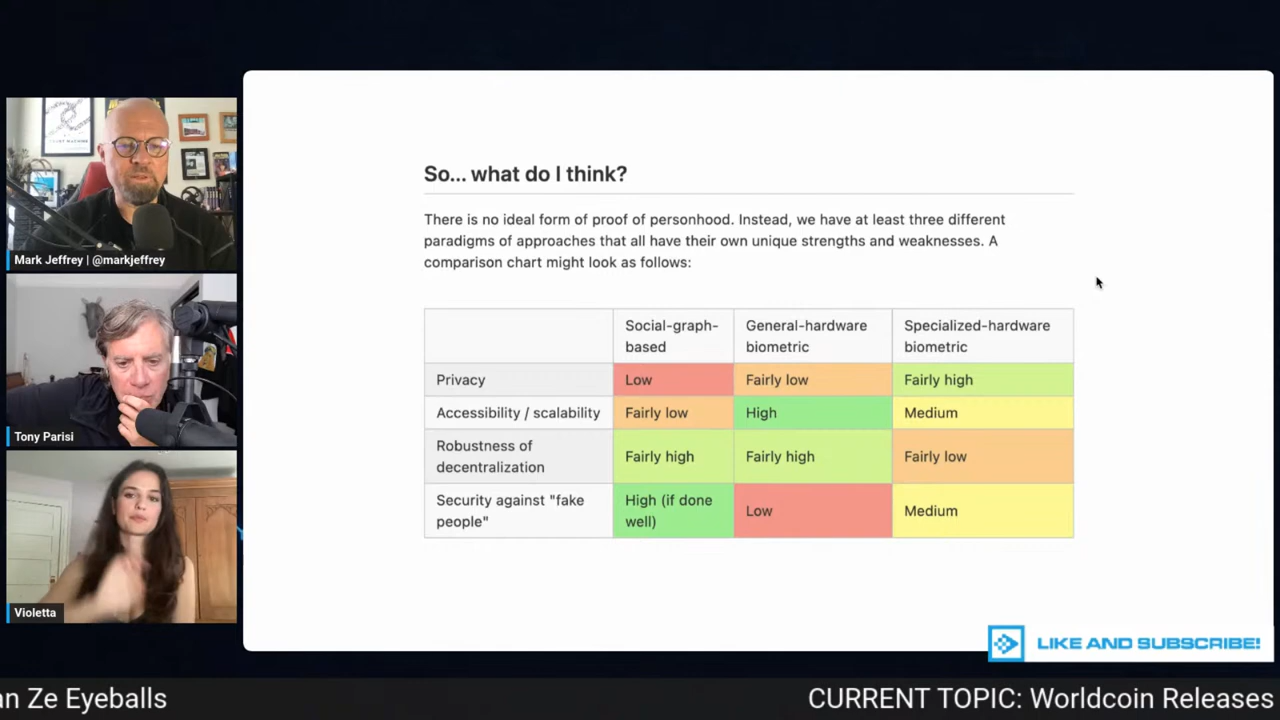 Mark Jeffrey | @markjeffrey
Tony Parisi
Violetta
So... what do I think?
There is no ideal form of proof of personhood. Instead, we have at least three different
paradigms of approaches that all have their own unique strengths and weaknesses. A
comparison chart might look as follows:
Social-graph-
based
General-hardware
biometric
Specialized-hardware
biometric
Privacy
Low
Fairly low
Fairly high
Accessibility / scalability
Fairly low
High
Medium
Robustness of
decentralization
Fairly high
Fairly high
Fairly low
Security against "fake
people"
High (if done
well)
Low
Medium
LIKE AND SUBSCRIBE!
an Ze Eyeballs
CURRENT TOPIC: Worldcoin Releases